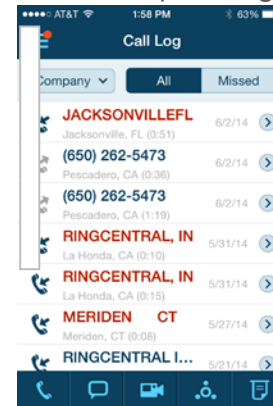 AT&T 1:58 PM 63%
Call Log
Company All Missed
JACKSONVILLEFL
Jacksonville, FL (0:51) 6/2/14
(650) 262-5473
Pescadero, CA (0:36) 6/2/14
(650) 262-5473
Pescadero, CA (1:19) 6/2/14
RINGCENTRAL, IN
La Honda, CA (0:10) 5/31/14
RINGCENTRAL, IN
La Honda, CA (0:15) 5/31/14
MERIDEN CT
Meriden, CT (0:08) 5/27/14
RINGCENTRAL I... 5/21/14